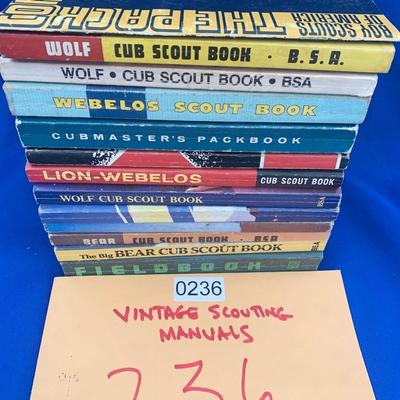 BOY SCOUTS OF AMERICA
THE PACK
WOLF CUB SCOUT BOOK · B.S.A.
WOLF • CUB SCOUT BOOK • BSA
WEBELOS SCOUT BOOK
CUBMASTER'S PACKBOOK
LION-WEBELOS CUB SCOUT BOOK
WOLF CUB SCOUT BOOK BSA
BEAR CUB SCOUT BOOK • BSA
The Big BEAR CUB SCOUT BOOK BSA
FIELDBOOK
0236
VINTAGE SCOUTING
MANUALS
236